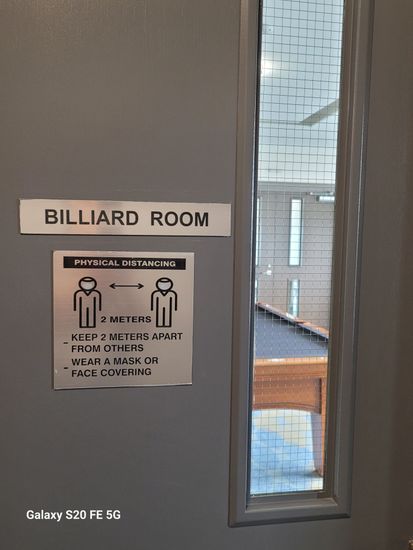 BILLIARD ROOM
PHYSICAL DISTANCING
2 METERS
- KEEP 2 METERS APART
FROM OTHERS
- WEAR A MASK OR
FACE COVERING
Galaxy S20 FE 5G